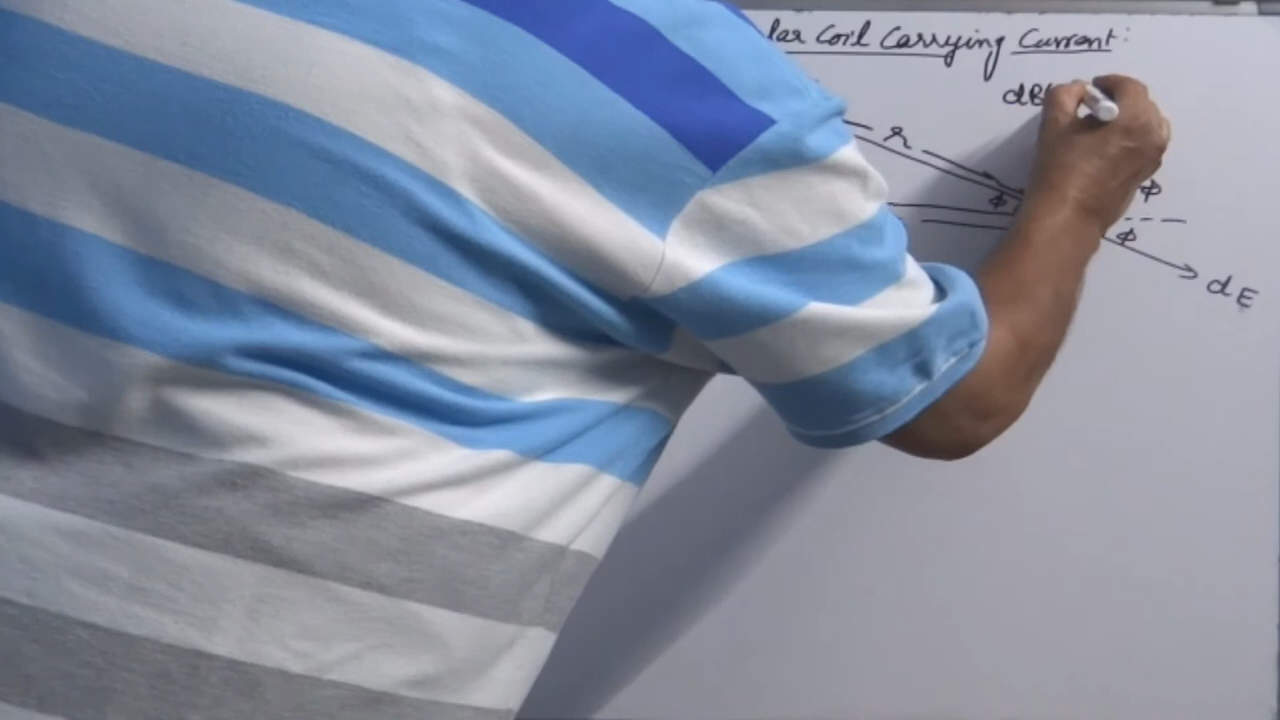 lar Coil Carrying Current:
dB
r
ϕ
ϕ
ϕ
dE